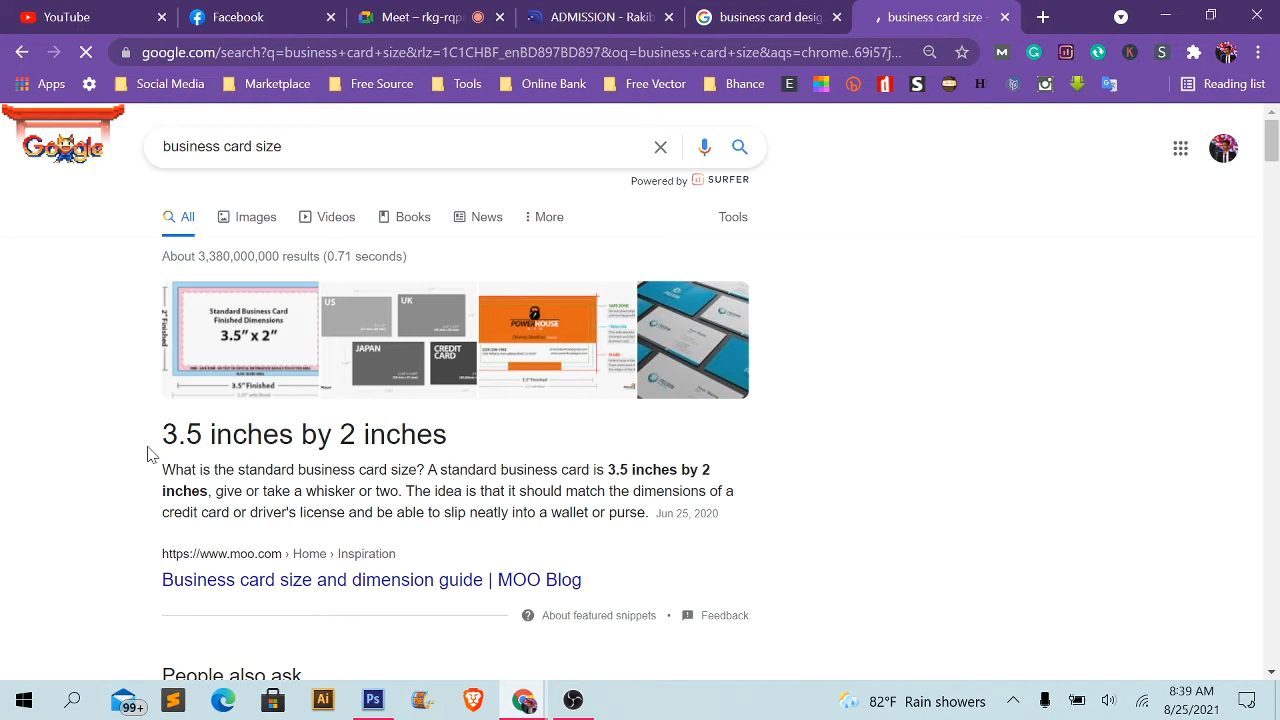 YouTube
Facebook
Meet – rkg
ADMISSION - Rakib
business card desig
business card size -
google.com/search?q=business+card+size&rlz=1C1CHBF_enBD897BD897&oq=business+card+size&aqs=chrome..69i57j...
Apps
Social Media
Marketplace
Free Source
Tools
Online Bank
Free Vector
Bhance
Reading list
Google
business card size
Powered by SURFER
All
Images
Videos
Books
News
More
Tools
About 3,380,000,000 results (0.71 seconds)
Standard Business Card
Finished Dimensions
3.5" x 2"
2" Finished
3.5" Finished
US
UK
JAPAN
CREDIT
CARD
POWERHOUSE
3.5 inches by 2 inches
What is the standard business card size? A standard business card is 3.5 inches by 2
inches, give or take a whisker or two. The idea is that it should match the dimensions of a
credit card or driver's license and be able to slip neatly into a wallet or purse. Jun 25, 2020
https://www.moo.com › Home › Inspiration
Business card size and dimension guide | MOO Blog
About featured snippets • Feedback
People also ask
99+
Ai
Ps
82°F Rain showers
8:39 AM
8/25/2021